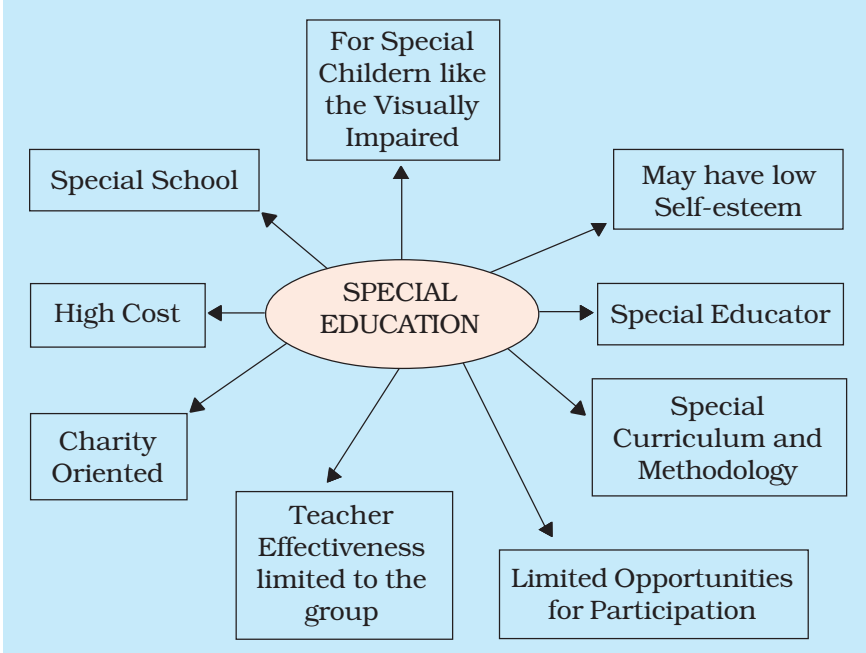 For Special
Childern like
the Visually
Impaired
Special School
May have low
Self-esteem
SPECIAL
EDUCATION
High Cost
Special Educator
Charity
Oriented
Special
Curriculum and
Methodology
Teacher
Effectiveness
limited to the
group
Limited Opportunities
for Participation